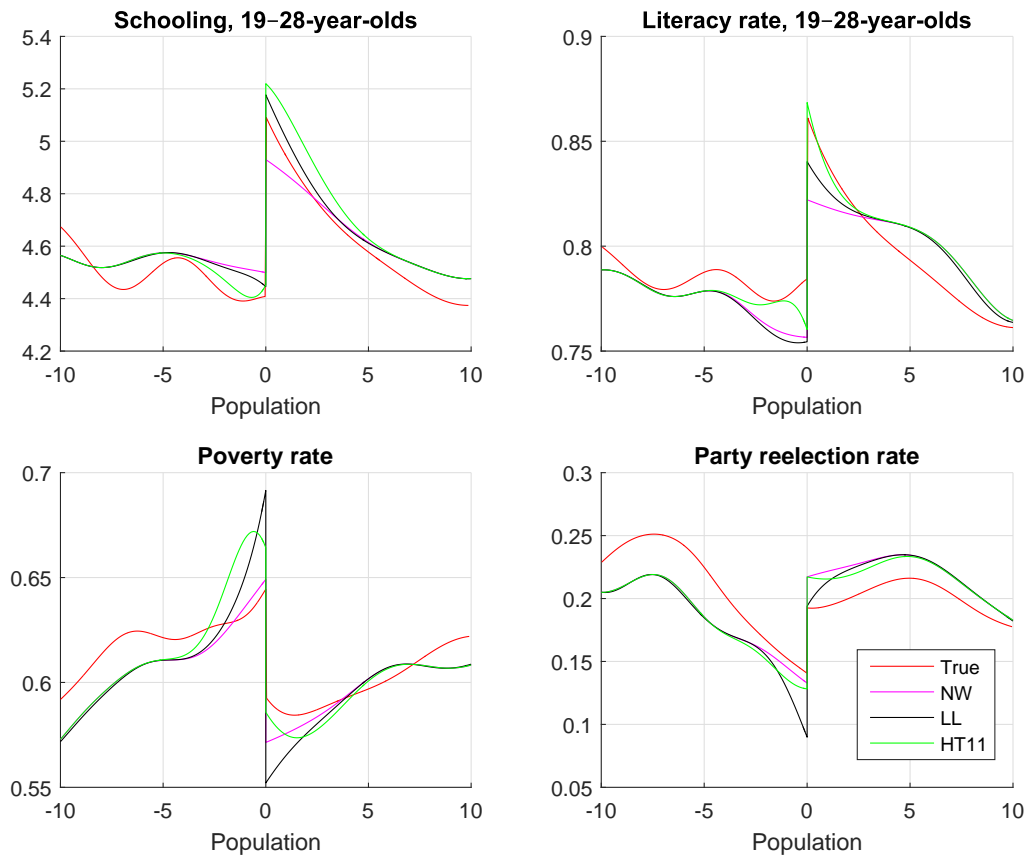 Schooling, 19−28-year-olds
5.4
5.2
5
4.8
4.6
4.4
4.2
-10 -5 0 5 10
Population
Literacy rate, 19−28-year-olds
0.9
0.85
0.8
0.75
-10 -5 0 5 10
Population
Poverty rate
0.7
0.65
0.6
0.55
-10 -5 0 5 10
Population
Party reelection rate
0.3
0.25
0.2
0.15
0.1
0.05
-10 -5 0 5 10
Population
True
NW
LL
HT11